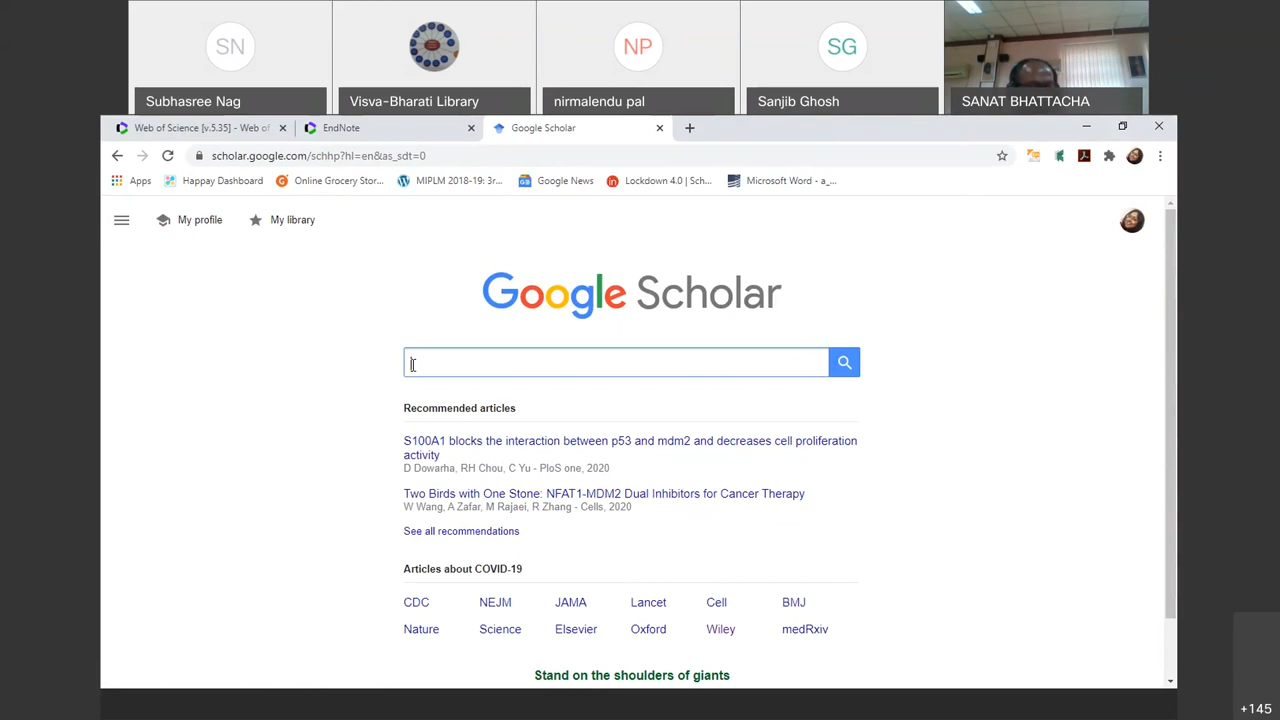 SN
NP
SG
Subhasree Nag
Visva-Bharati Library
nirmalendu pal
Sanjib Ghosh
SANAT BHATTACHA
Web of Science [v.5.35] - Web of
EndNote
Google Scholar
scholar.google.com/schhp?hl=en&as_sdt=0
Apps
Happay Dashboard
Online Grocery Stor...
MIPLM 2018-19: 3r...
Google News
Lockdown 4.0 | Sch...
Microsoft Word - a_...
My profile
My library
Google Scholar
Recommended articles
S100A1 blocks the interaction between p53 and mdm2 and decreases cell proliferation
activity
D Dowarha, RH Chou, C Yu - PloS one, 2020
Two Birds with One Stone: NFAT1-MDM2 Dual Inhibitors for Cancer Therapy
W Wang, A Zafar, M Rajaei, R Zhang - Cells, 2020
See all recommendations
Articles about COVID-19
CDC NEJM JAMA Lancet Cell BMJ
Nature Science Elsevier Oxford Wiley medRxiv
Stand on the shoulders of giants
+145